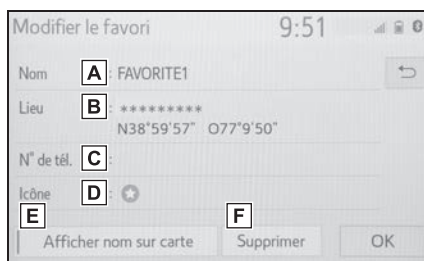 Modifier le favori 9:51
Nom A : FAVORITE1
Lieu B : *********
N38°59'57" O77°9'50"
N° de tél. C :
Icône D :
E F
Afficher nom sur carte Supprimer OK